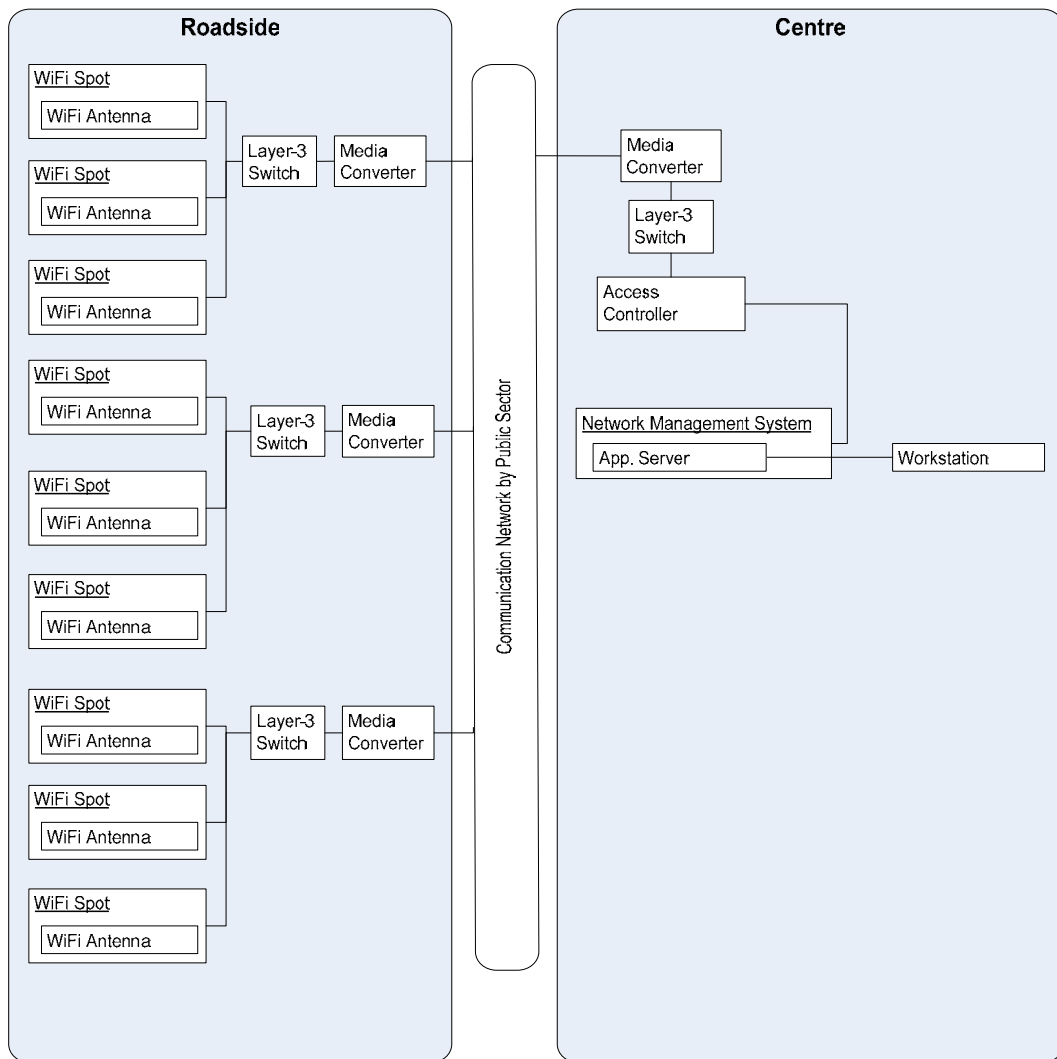 Roadside
WiFi Spot
WiFi Antenna
WiFi Spot
WiFi Antenna
WiFi Spot
WiFi Antenna
Layer-3
Switch
Media
Converter
WiFi Spot
WiFi Antenna
WiFi Spot
WiFi Antenna
WiFi Spot
WiFi Antenna
Layer-3
Switch
Media
Converter
WiFi Spot
WiFi Antenna
WiFi Spot
WiFi Antenna
WiFi Spot
WiFi Antenna
Layer-3
Switch
Media
Converter
Communication Network by Public Sector
Centre
Media
Converter
Layer-3
Switch
Access
Controller
Network Management System
App. Server
Workstation